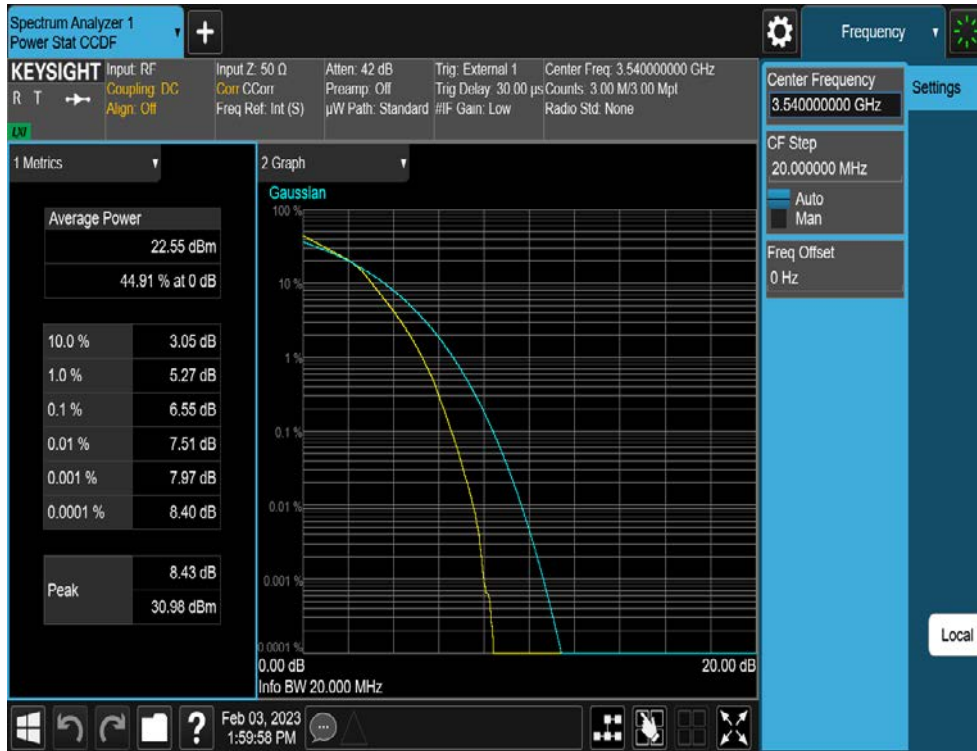 Spectrum Analyzer 1
Power Stat CCDF
+
Frequency
KEYSIGHT
R T
LXI
Input: RF
Coupling: DC
Align: Off
Input Z: 50 Ω
Corr CCorr
Freq Ref: Int (S)
Atten: 42 dB
Preamp: Off
µW Path: Standard
Trig: External 1
Trig Delay: 30.00 µs
#IF Gain: Low
Center Freq: 3.540000000 GHz
Counts: 3.00 M/3.00 Mpt
Radio Std: None
1 Metrics
Average Power
22.55 dBm
44.91 % at 0 dB
10.0 % 3.05 dB
1.0 % 5.27 dB
0.1 % 6.55 dB
0.01 % 7.51 dB
0.001 % 7.97 dB
0.0001 % 8.40 dB
Peak
8.43 dB
30.98 dBm
2 Graph
Gaussian
100 %
10 %
1 %
0.1 %
0.01 %
0.001 %
0.0001 %
0.00 dB 20.00 dB
Info BW 20.000 MHz
Center Frequency
3.540000000 GHz
Settings
CF Step
20.000000 MHz
Auto
Man
Freq Offset
0 Hz
Local
?
Feb 03, 2023
1:59:58 PM